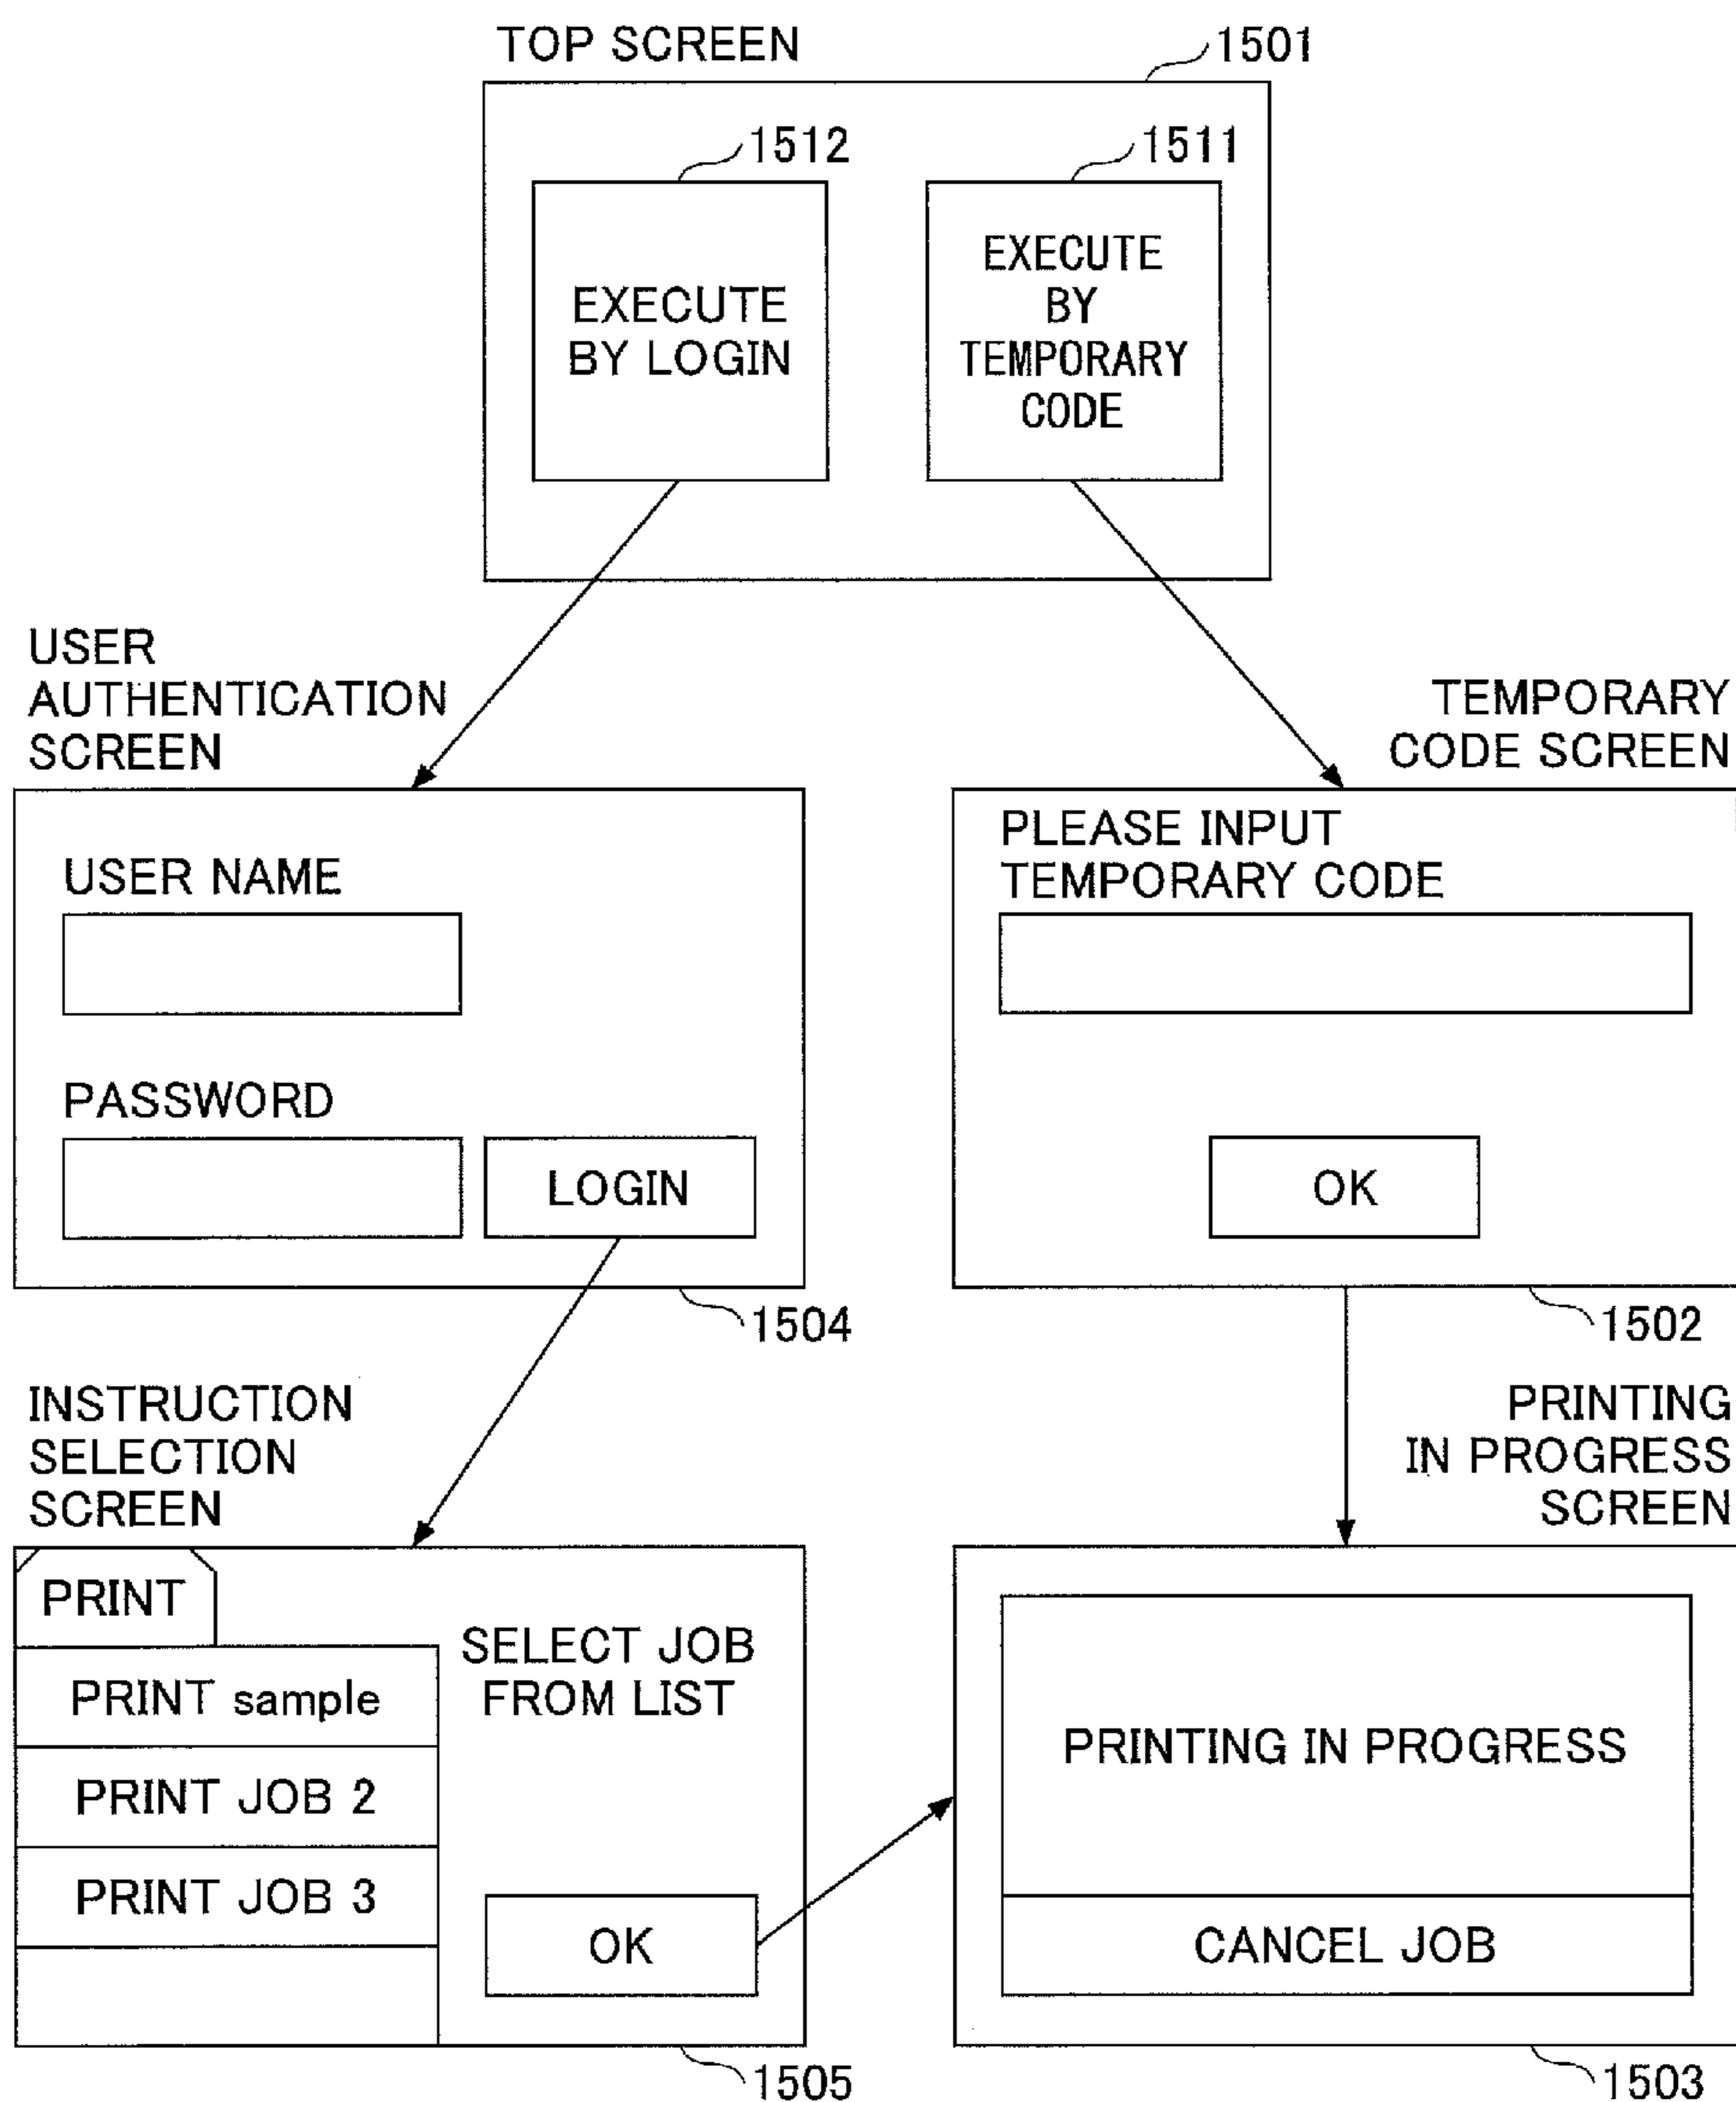 TOP SCREEN
1501
1512
1511
EXECUTE
BY LOGIN
EXECUTE
BY
TEMPORARY
CODE
USER
AUTHENTICATION
SCREEN
TEMPORARY
CODE SCREEN
USER NAME
PASSWORD
LOGIN
1504
PLEASE INPUT
TEMPORARY CODE
OK
1502
INSTRUCTION
SELECTION
SCREEN
PRINTING
IN PROGRESS
SCREEN
PRINT
PRINT sample
PRINT JOB 2
PRINT JOB 3
SELECT JOB
FROM LIST
OK
1505
PRINTING IN PROGRESS
CANCEL JOB
1503